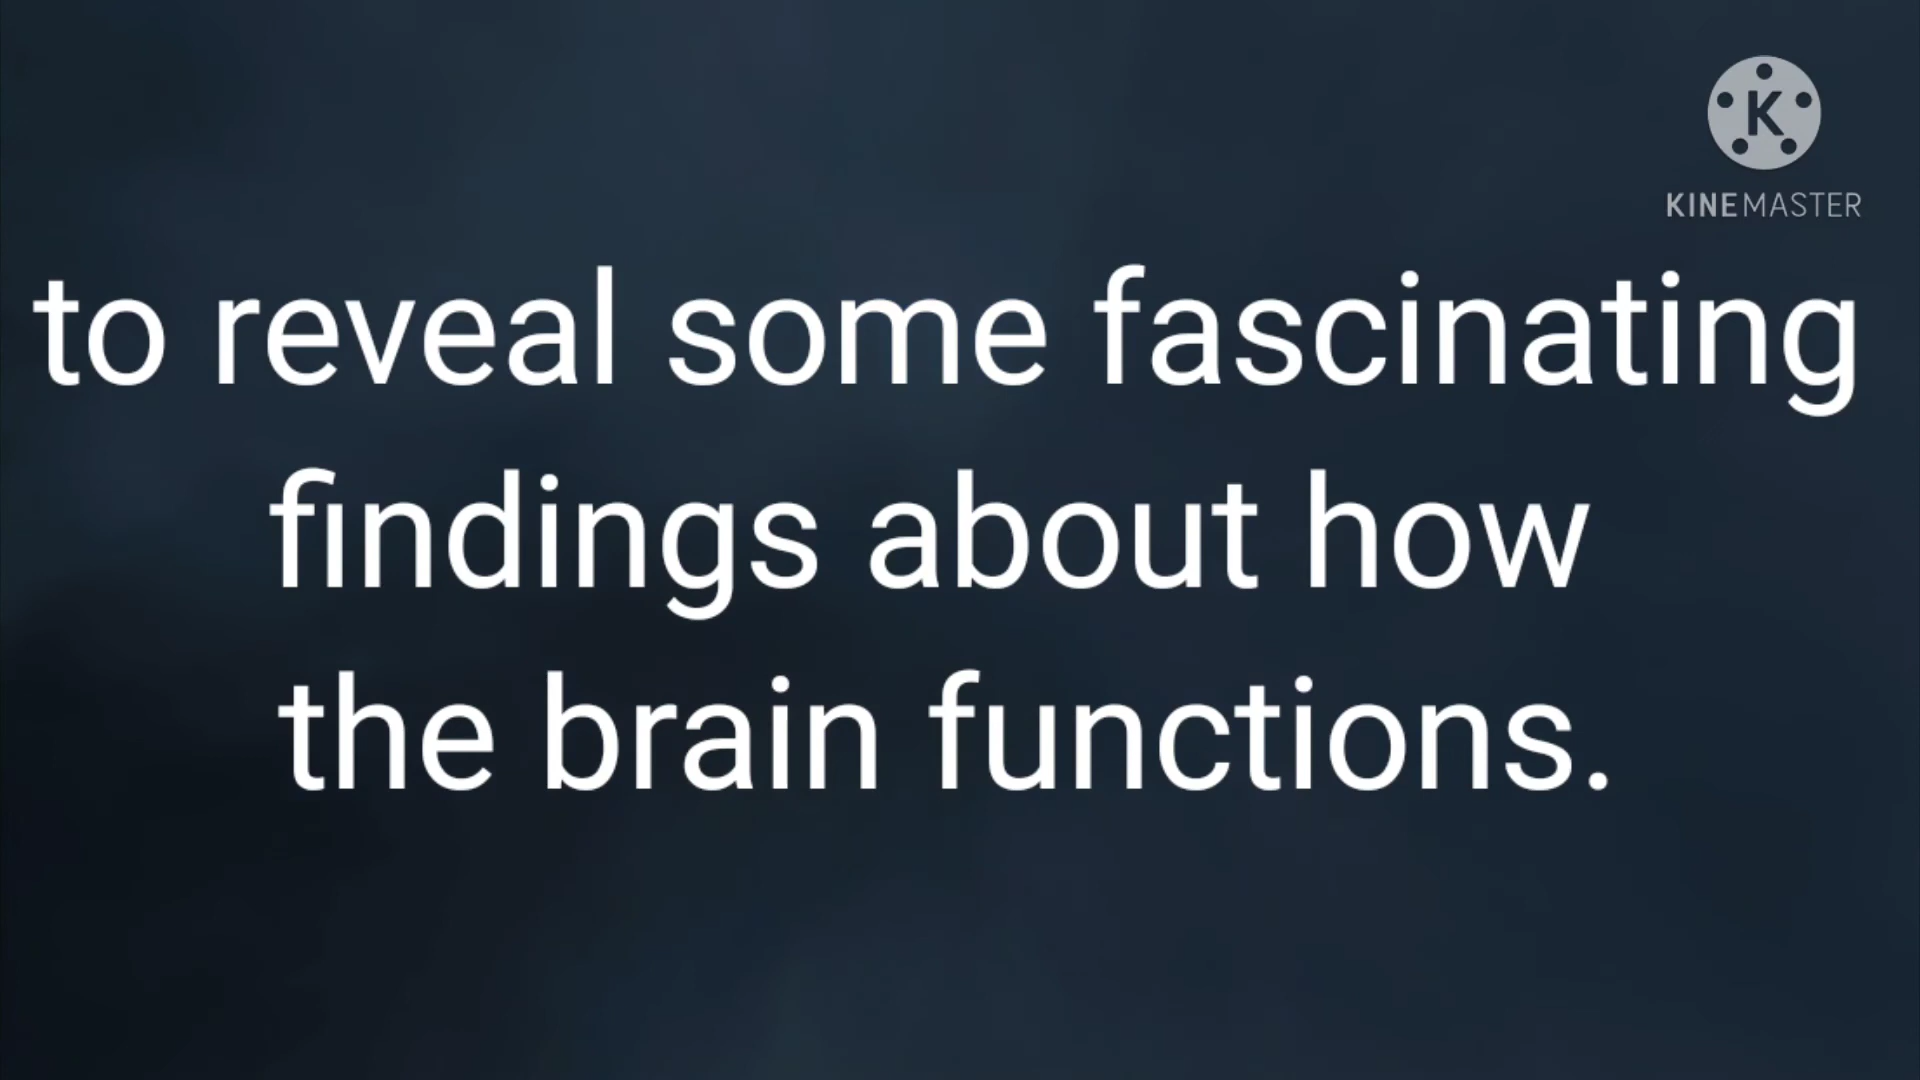 K
KINEMASTER
to reveal some fascinating
findings about how
the brain functions.